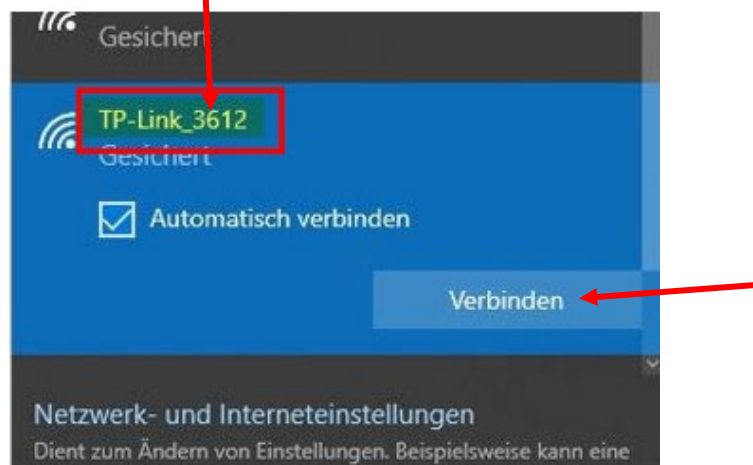 Gesichert
TP-Link_3612
Gesichert
Automatisch verbinden
Verbinden
Netzwerk- und Interneteinstellungen
Dient zum Ändern von Einstellungen. Beispielsweise kann eine